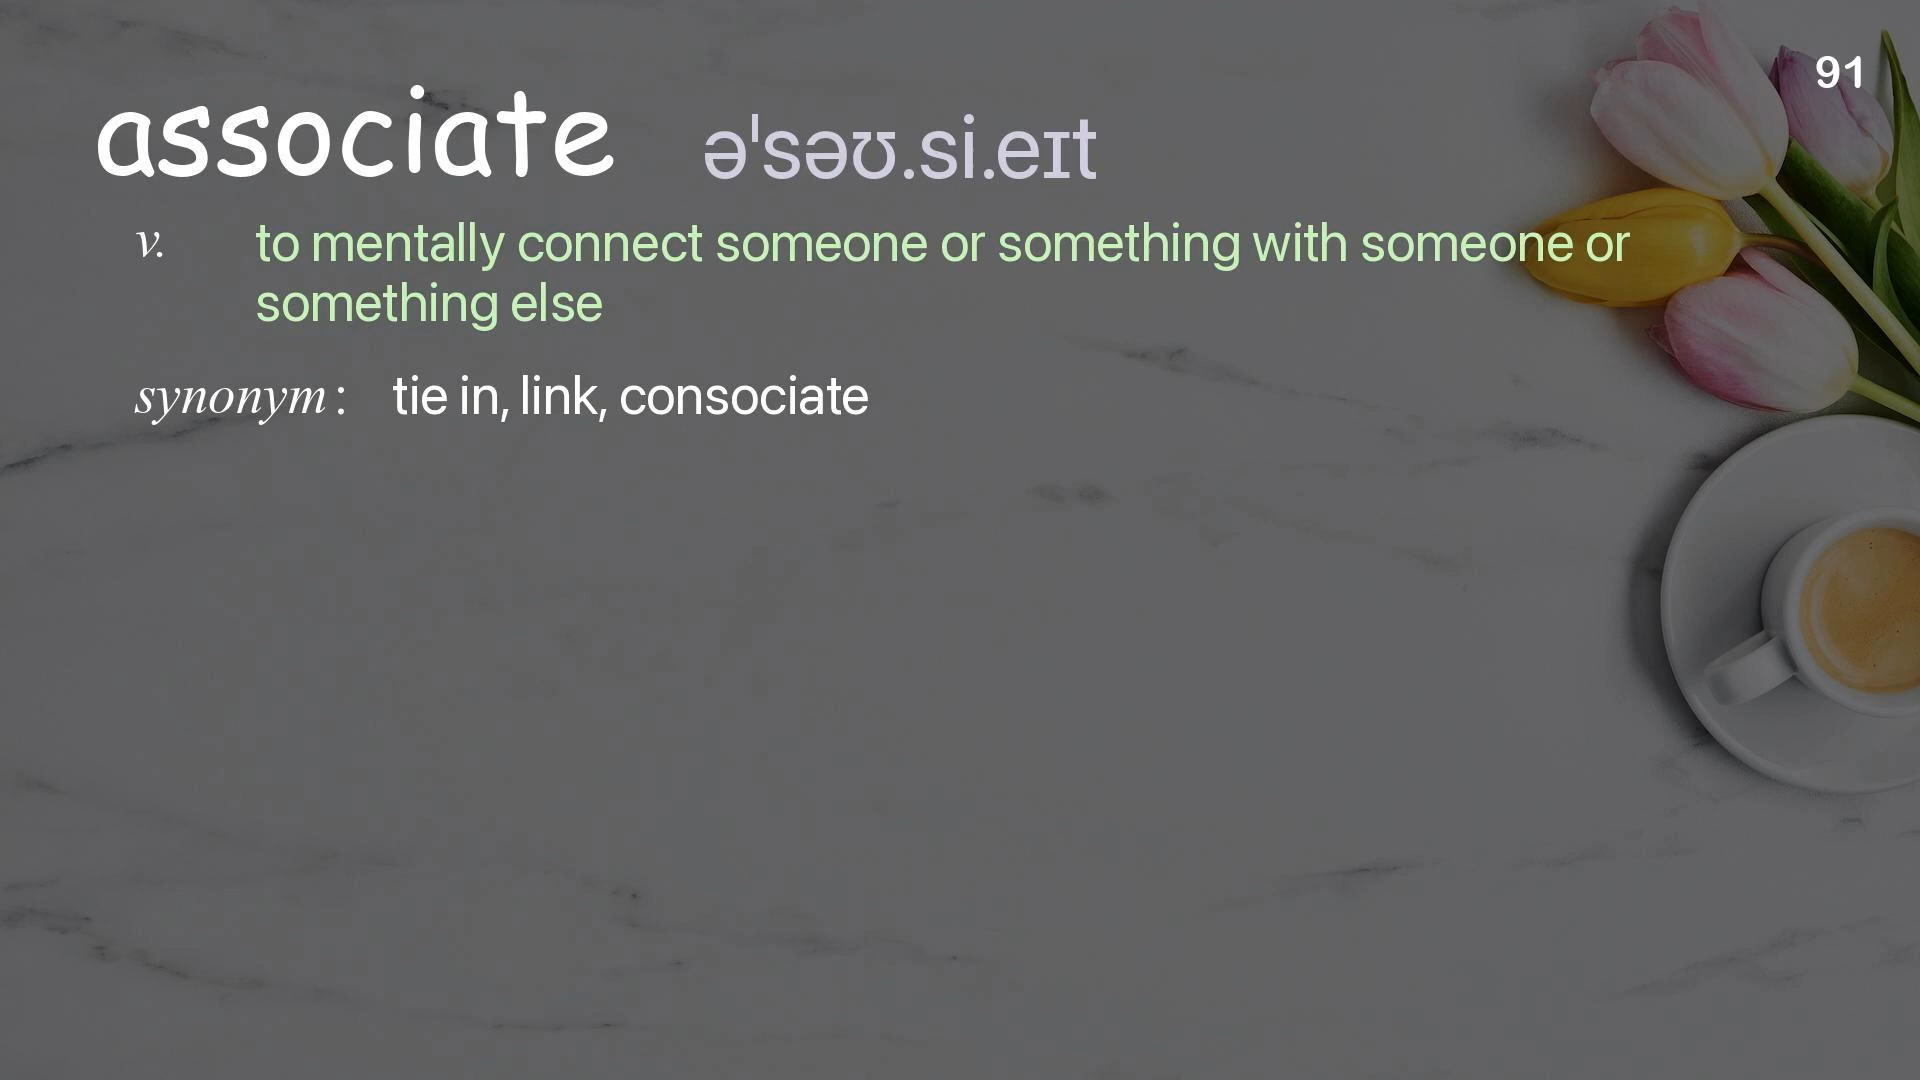 91
associate əˈsəʊ.si.eɪt
v. to mentally connect someone or something with someone or
something else
synonym : tie in, link, consociate